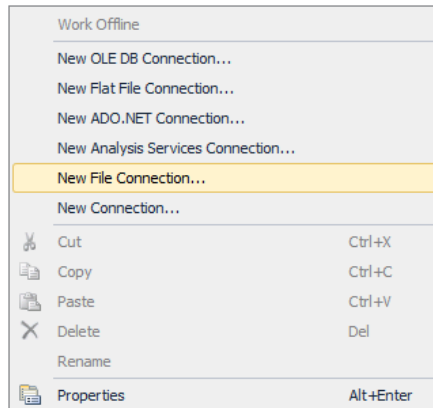 Work Offline
New OLE DB Connection...
New Flat File Connection...
New ADO.NET Connection...
New Analysis Services Connection...
New File Connection...
New Connection...
Cut Ctrl+X
Copy Ctrl+C
Paste Ctrl+V
Delete Del
Rename
Properties Alt+Enter